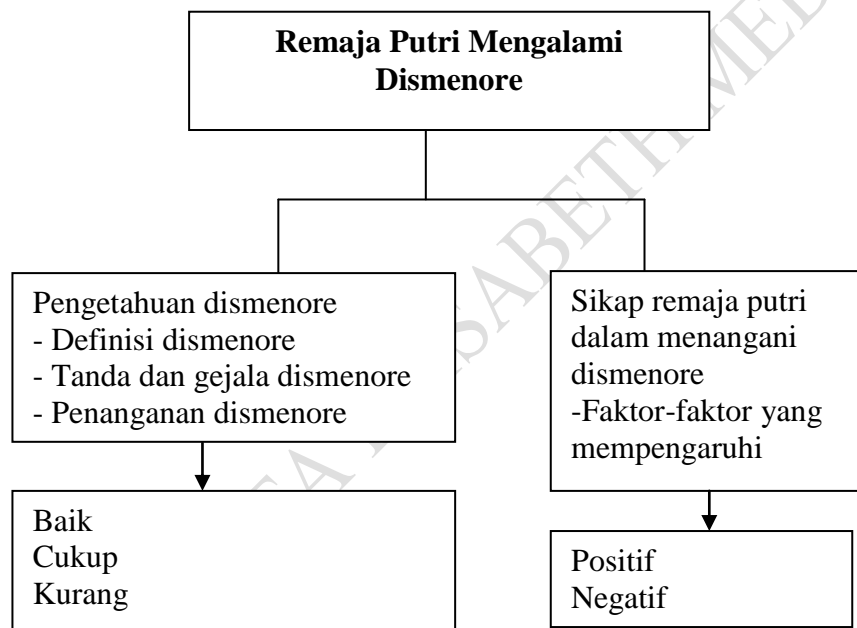 Remaja Putri Mengalami
Dismenore
Pengetahuan dismenore
- Definisi dismenore
- Tanda dan gejala dismenore
- Penanganan dismenore
Sikap remaja putri
dalam menangani
dismenore
-Faktor-faktor yang
mempengaruhi
Baik
Cukup
Kurang
Positif
Negatif